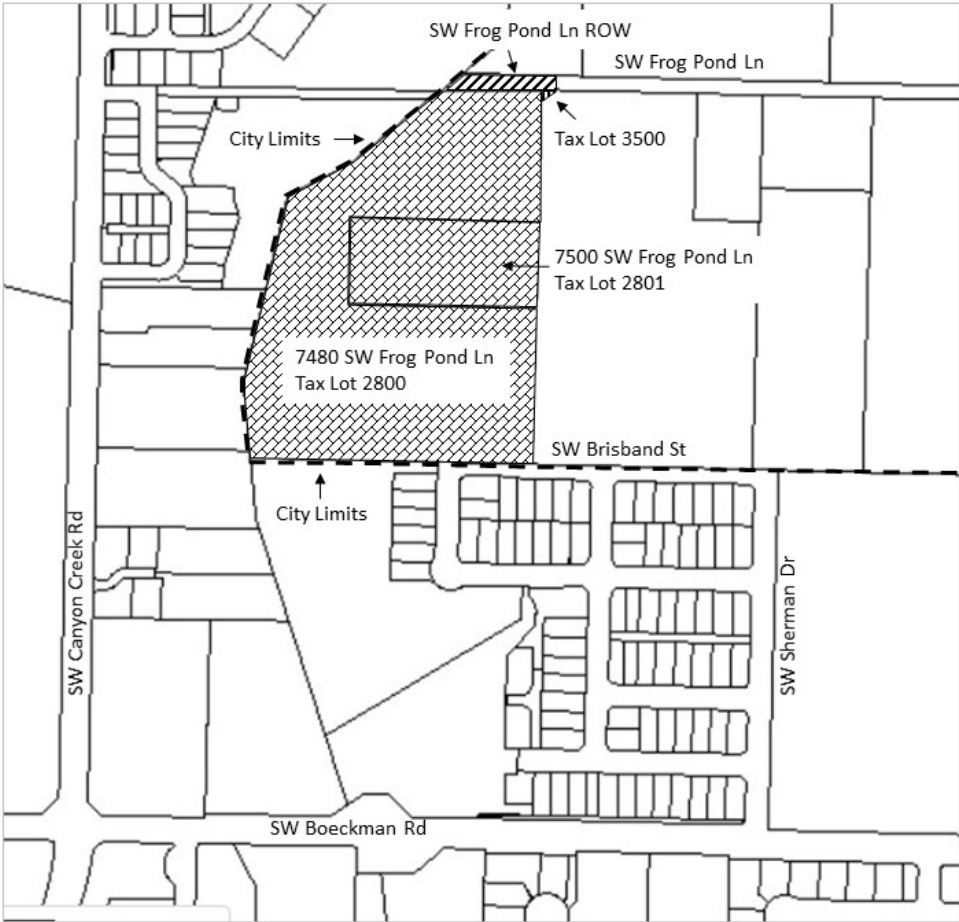 SW Frog Pond Ln ROW
SW Frog Pond Ln
City Limits
Tax Lot 3500
7500 SW Frog Pond Ln
Tax Lot 2801
7480 SW Frog Pond Ln
Tax Lot 2800
SW Brisband St
City Limits
SW Canyon Creek Rd
SW Sherman Dr
SW Boeckman Rd